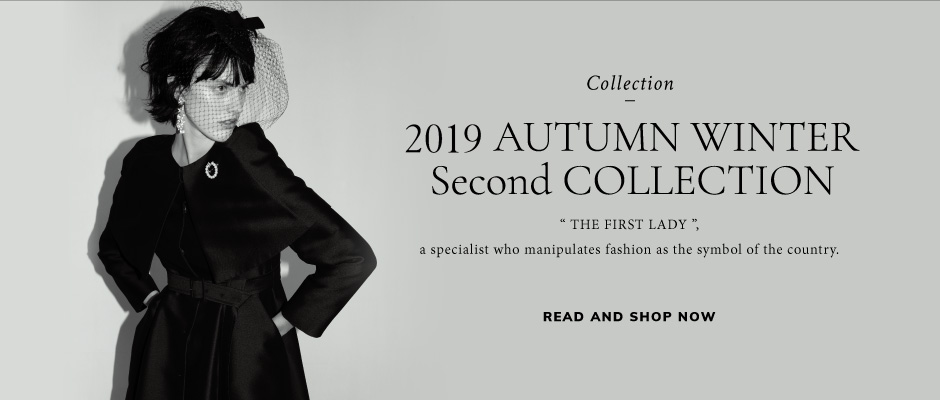 Collection
2019 AUTUMN WINTER
Second COLLECTION
“ THE FIRST LADY ”,
a specialist who manipulates fashion as the symbol of the country.
READ AND SHOP NOW